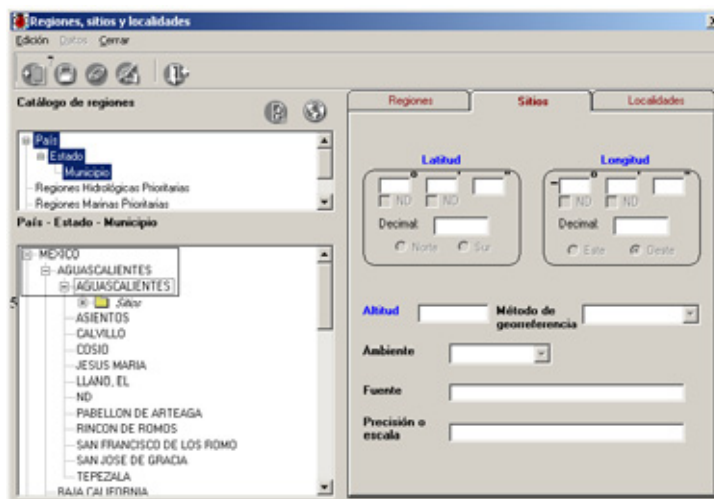 Regiones, sitios y localidades
Edición Datos Cerrar
Catálogo de regiones
País
Estado
Municipio
Regiones Hidrológicas Prioritarias
Regiones Marinas Prioritarias
País - Estado - Municipio
MEXICO
AGUASCALIENTES
AGUASCALIENTES
5
Sitios
ASIENTOS
CALVILLO
COSIO
JESUS MARIA
LLANO, EL
ND
PABELLON DE ARTEAGA
RINCON DE ROMOS
SAN FRANCISCO DE LOS ROMO
SAN JOSE DE GRACIA
TEPEZALA
BAJA CALIFORNIA
Regiones Sitios Localidades
Latitud
° ' "
ND ND
Decimal
Norte Sur
Longitud
- ° ' "
ND ND
Decimal
Este Oeste
Altitud
Método de georreferencia
Ambiente
Fuente
Precisión o escala